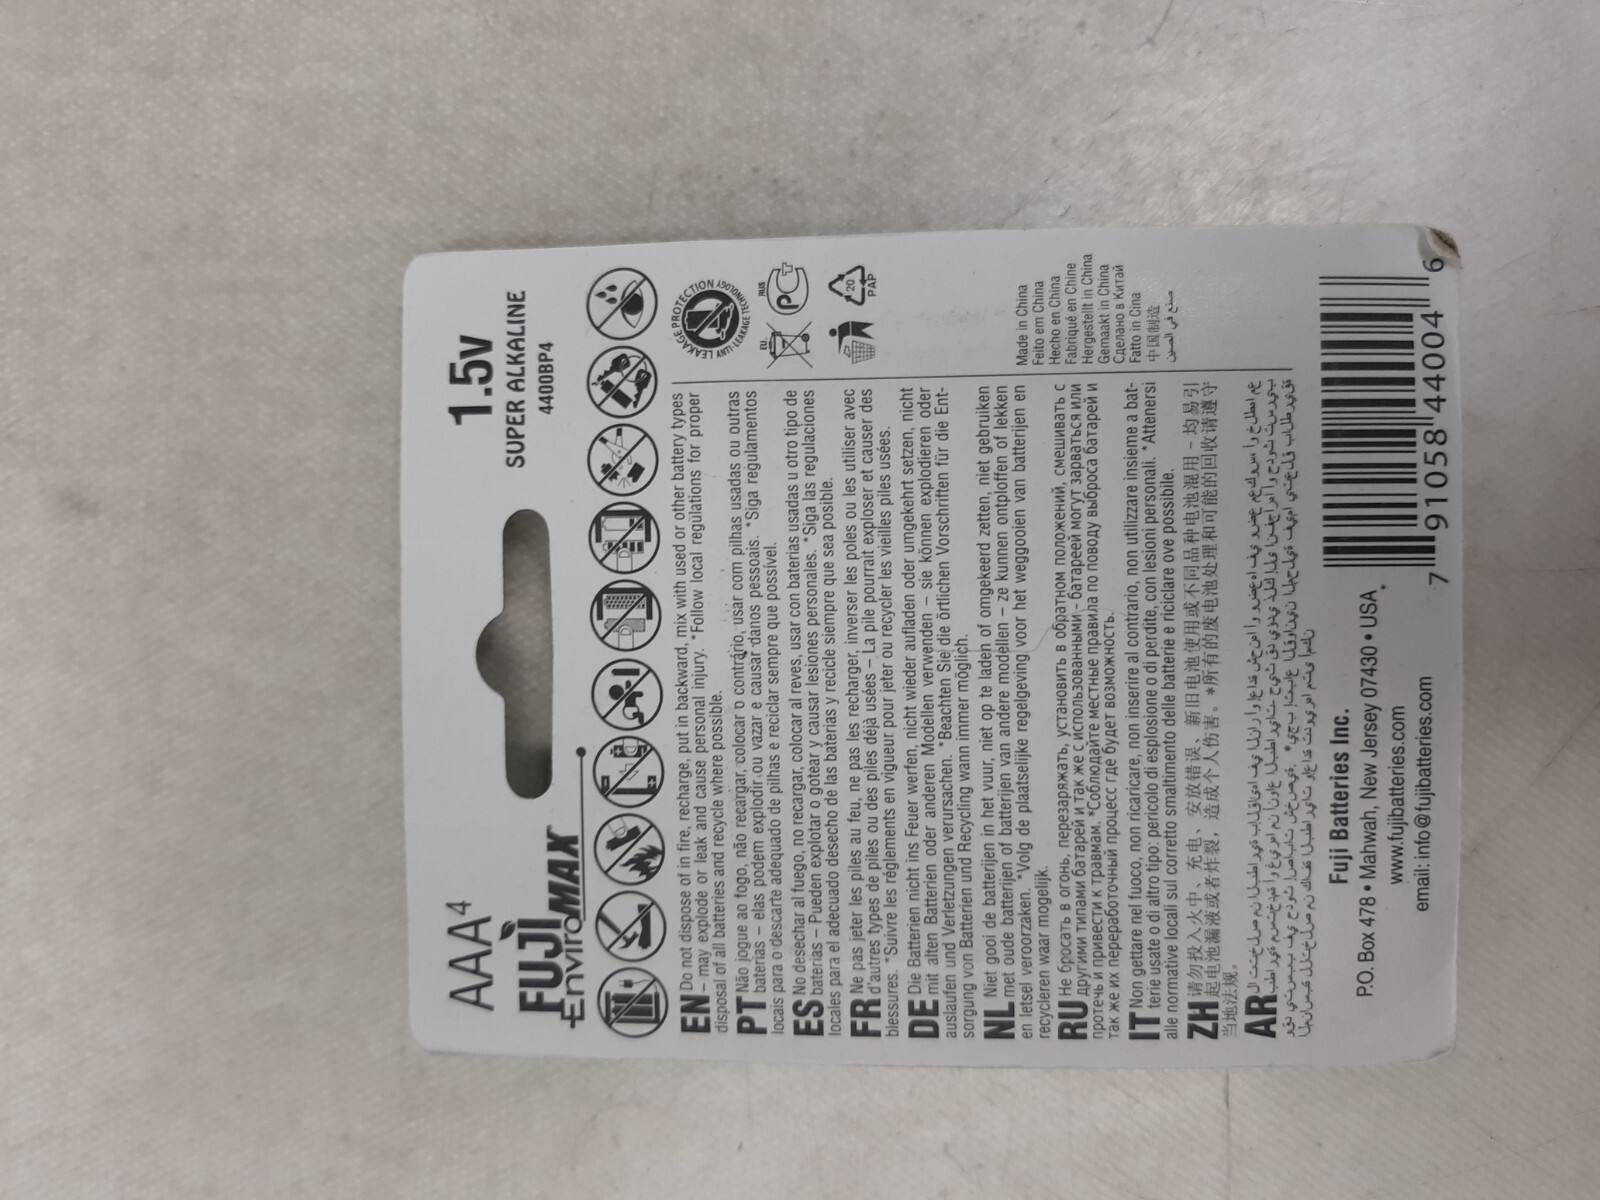 AAA4
1.5v
FUJI
EnviroMAX
SUPER ALKALINE
4400BP4
EN Do not dispose of in fire, recharge, put in backward, mix with used or other battery types
– may explode or leak and cause personal injury. *Follow local regulations for proper
disposal of all batteries and recycle where possible.
PT Não jogue ao fogo, não recargar, colocar o contrário, usar com pilhas usadas ou outras
baterias – elas podem explodir ou vazar e causar danos pessoais. *Siga regulamentos
locais para o descarte adequado de pilhas e reciclar sempre que possível.
ES No desechar al fuego, no recargar, colocar al reves, usar con baterías usadas u otro tipo de
baterías – Pueden explotar o gotear y causar lesiones personales. *Siga las regulaciones
locales para el adecuado desecho de las baterías y recicle siempre que sea posible.
FR Ne pas jeter les piles au feu, ne pas les recharger, inverser les poles ou les utiliser avec
d'autres types de piles ou des piles déjà usées – La pile pourrait exploser et causer des
blessures. *Suivre les réglements en vigueur pour jeter ou recycler les vieilles piles usées.
DE Die Batterien nicht ins Feuer werfen, nicht wieder aufladen oder umgekehrt setzen, nicht
mit alten Batterien oder anderen Modellen verwenden – sie können explodieren oder
auslaufen und Verletzungen verursachen. *Beachten Sie die örtlichen Vorschriften für die Ent-
sorgung von Batterien und Recycling wann immer möglich.
NL Niet gooi de batterijen in het vuur, niet op te laden of omgekeerd zetten, niet gebruiken
met oude batterijen of batterijen van andere modellen – ze kunnen ontploffen of lekken
en letsel veroorzaken. *Volg de plaatselijke regelgeving voor het weggooien van batterijen en
recycleren waar mogelijk.
RU Не бросать в огонь, перезаряжать, установить в обратном положений, смешивать с
другими типами батарей и так же с использованными - батареей могут зарваться или
протечь и привести к травмам. *Соблюдайте местные правила по поводу выброса батарей и
так же их переработочный процесс где будет возможность.
IT Non gettare nel fuoco, non ricaricare, non inserire al contrario, non utilizzare insieme a bat-
terie usate o di altro tipo: pericolo di esplosione o di perdite, con lesioni personali. *Attenersi
alle normative locali sul corretto smaltimento delle batterie e riciclare ove possibile.
ZH 请勿投入火中、充电、安放错误、新旧电池使用或不同品种电池混用 - 均易引
起电池漏液或者炸裂，造成个人伤害。*所有的废电池处理和可能的回收请遵守
当地法规。
AR
LEAKAGE PROTECTION
ANTI-LEAKAGE TECHNOLOGY
EU
RUS
PCT
20
PAP
Made in China
Feito em China
Hecho en China
Fabriqué en Chine
Hergestellt in China
Gemaakt in China
Сделано в Китай
Fatto in Cina
中国制造
صنع في الصين
Fuji Batteries Inc.
P.O. Box 478 • Mahwah, New Jersey 07430 • USA
www.fujibatteries.com
email: info@fujibatteries.com
7 91058 44004 6